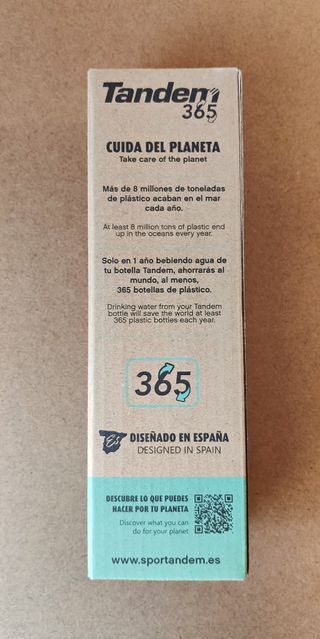 Tandem
365
CUIDA DEL PLANETA
Take care of the planet
Más de 8 millones de toneladas
de plástico acaban en el mar
cada año.
At least 8 million tons of plastic end
up in the oceans every year.
Solo en 1 año bebiendo agua de
tu botella Tandem, ahorrarás al
mundo, al menos,
365 botellas de plástico.
Drinking water from your Tandem
bottle will save the world at least
365 plastic bottles each year.
365
Es DISEÑADO EN ESPAÑA
DESIGNED IN SPAIN
DESCUBRE LO QUE PUEDES
HACER POR TU PLANETA
Discover what you can
do for your planet
www.sportandem.es